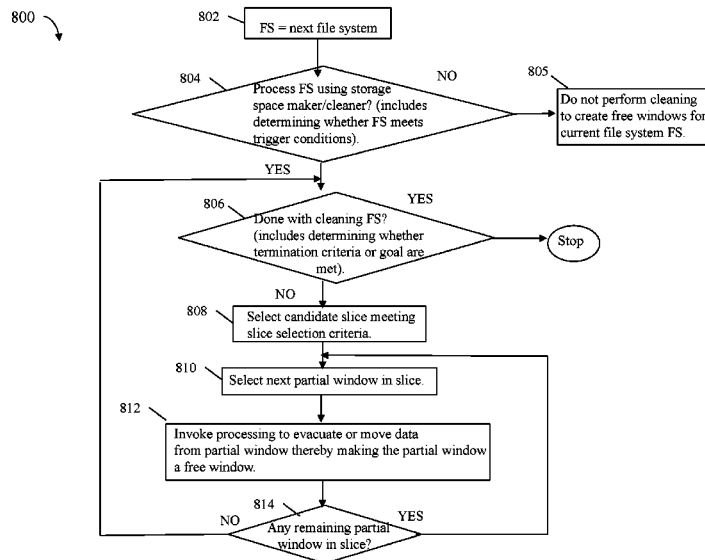 800
802
FS = next file system
804
NO
805
Process FS using storage
space maker/cleaner? (includes
determining whether FS meets
trigger conditions).
Do not perform cleaning
to create free windows for
current file system FS.
YES
806
YES
Done with cleaning FS?
(includes determining whether
termination criteria or goal are
met).
Stop
NO
808
Select candidate slice meeting
slice selection criteria.
810
Select next partial window in slice.
812
Invoke processing to evacuate or move data
from partial window thereby making the partial window
a free window.
814
NO
YES
Any remaining partial
window in slice?